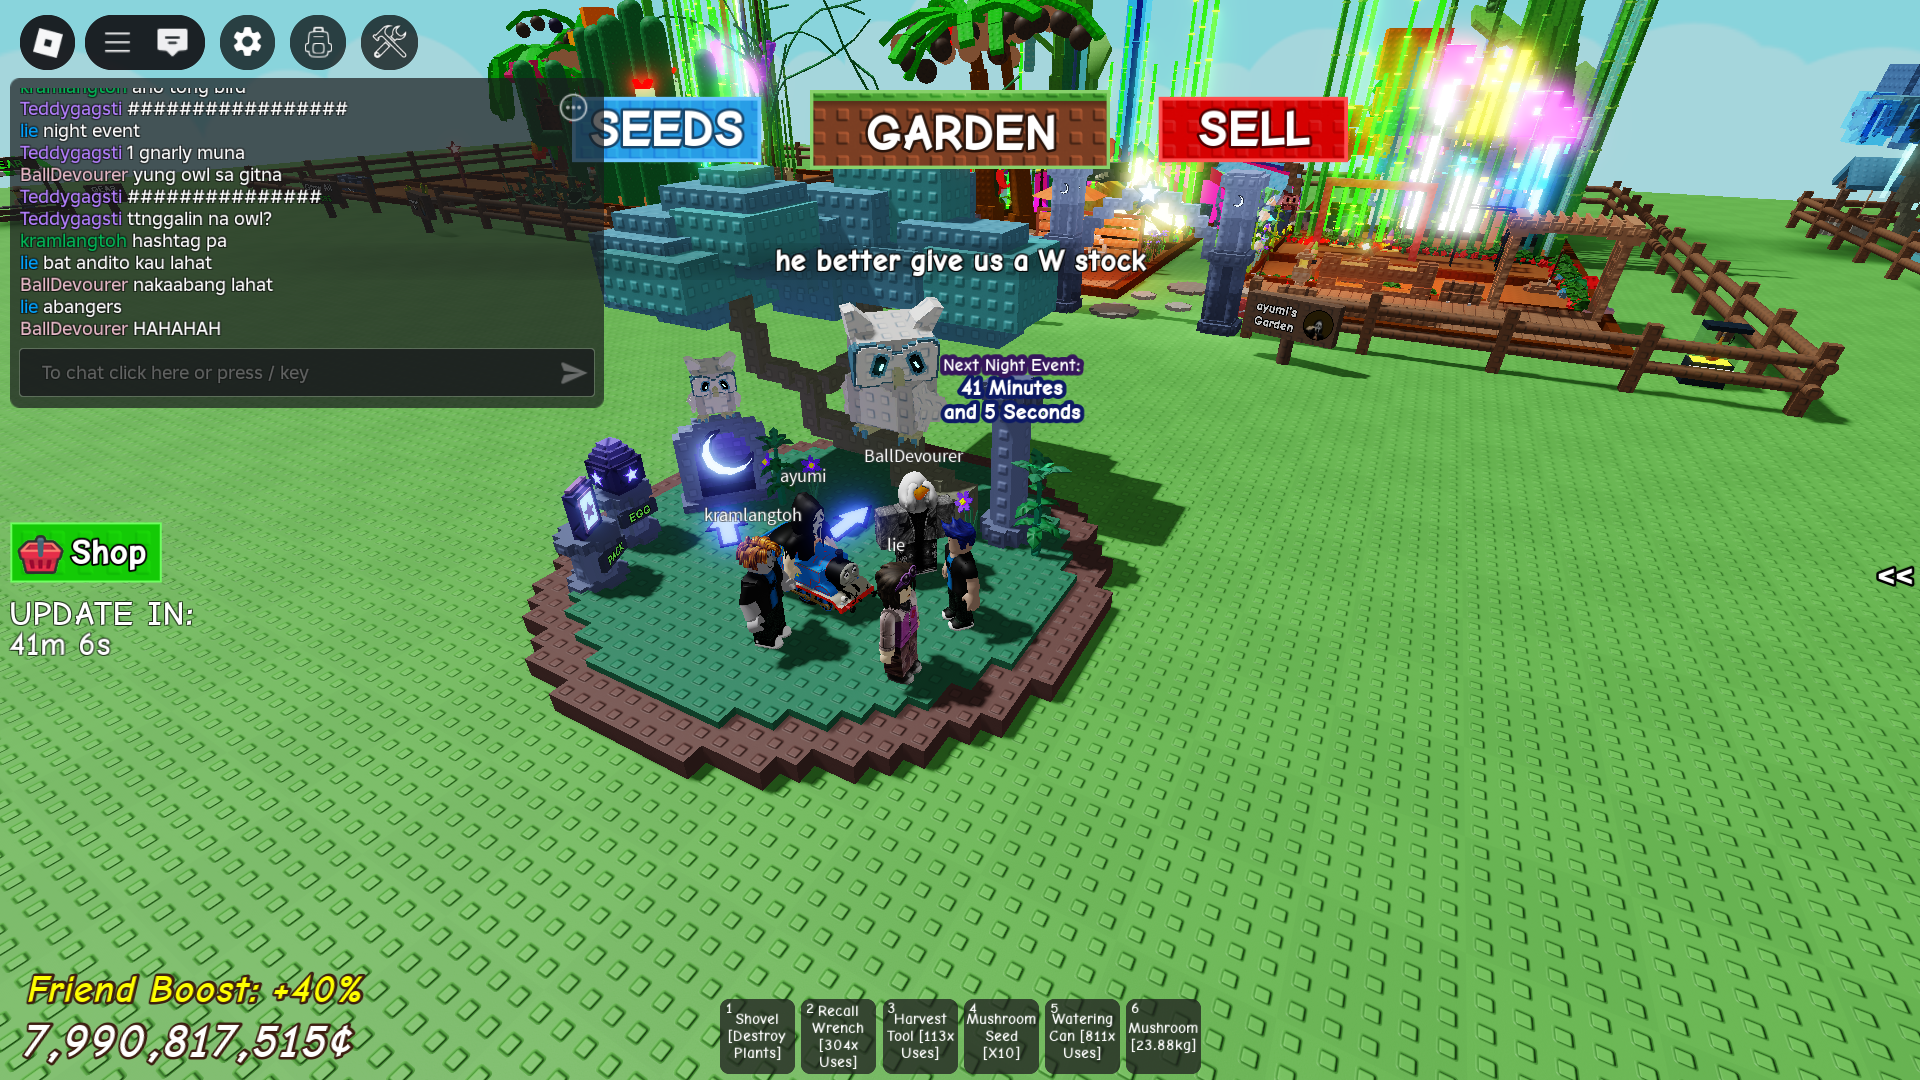 kramlangtoh ano tong bird
Teddygagsti #################
lie night event
Teddygagsti 1 gnarly muna
BallDevourer yung owl sa gitna
Teddygagsti ###############
Teddygagsti ttnggalin na owl?
kramlangtoh hashtag pa
lie bat andito kau lahat
BallDevourer nakaabang lahat
lie abangers
BallDevourer HAHAHAH
To chat click here or press / key
SEEDS
GARDEN
SELL
he better give us a W stock
ayumi's
Garden
Next Night Event:
41 Minutes
and 5 Seconds
BallDevourer
ayumi
kramlangtoh
lie
EGG
PACK
Shop
UPDATE IN:
41m 6s
<<
Friend Boost: +40%
7,990,817,515¢
1
Shovel
[Destroy
Plants]
2 Recall
Wrench
[304x
Uses]
3
Harvest
Tool [113x
Uses]
4
Mushroom
Seed
[X10]
5
Watering
Can [811x
Uses]
6
Mushroom
[23.88kg]